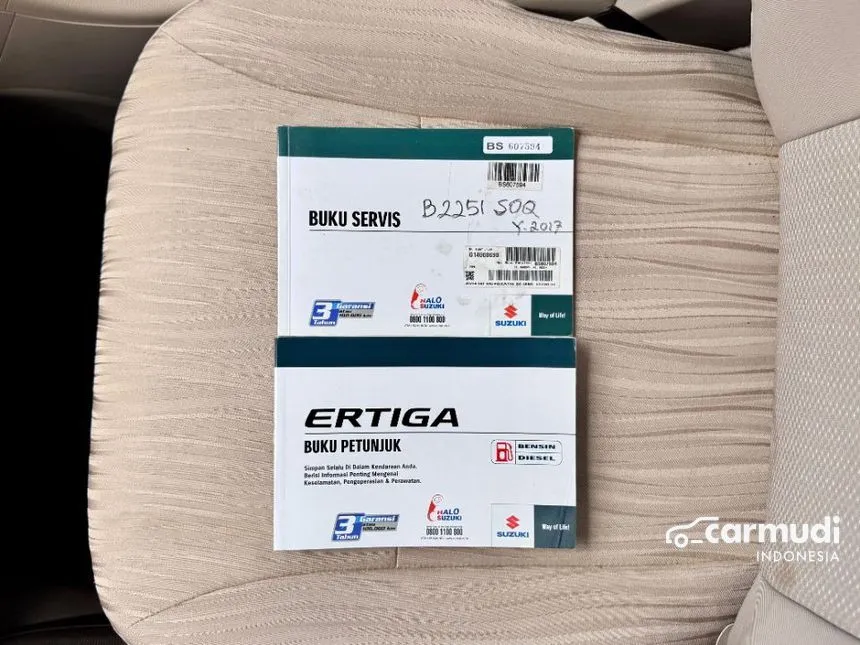 BS 607594
BS607594
BUKU SERVIS
B 2251 SOQ
Y. 2017
3 Garansi
Tahun
HALO
SUZUKI
0800 1100 800
SUZUKI
Way of Life!
ERTIGA
BUKU PETUNJUK
BENSIN
DIESEL
Simpan Selalu Di Dalam Kendaraan Anda.
Berisi Informasi Penting Mengenai
Keselamatan, Pengoperasian & Perawatan.
3 Garansi
Tahun
HALO
SUZUKI
0800 1100 800
SUZUKI
Way of Life!
carmudi
INDONESIA